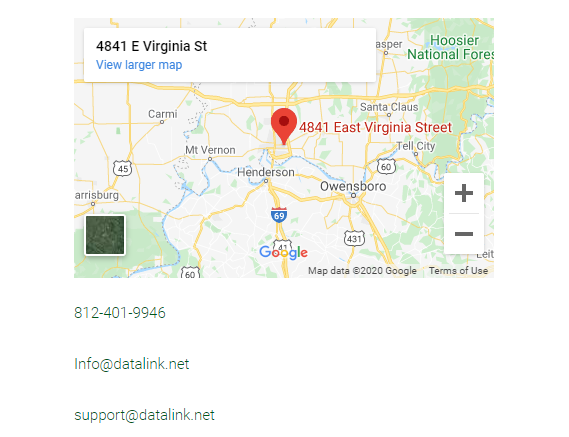 4841 E Virginia St
View larger map
Hoosier
National Fores
asper
Santa Claus
Carmi
4841 East Virginia Street
Tell City
Mt Vernon
45
60
Henderson
Owensboro
arrisburg
69
431
41
Google
Leit
60
Map data ©2020 Google
Terms of Use
812-401-9946
Info@datalink.net
support@datalink.net